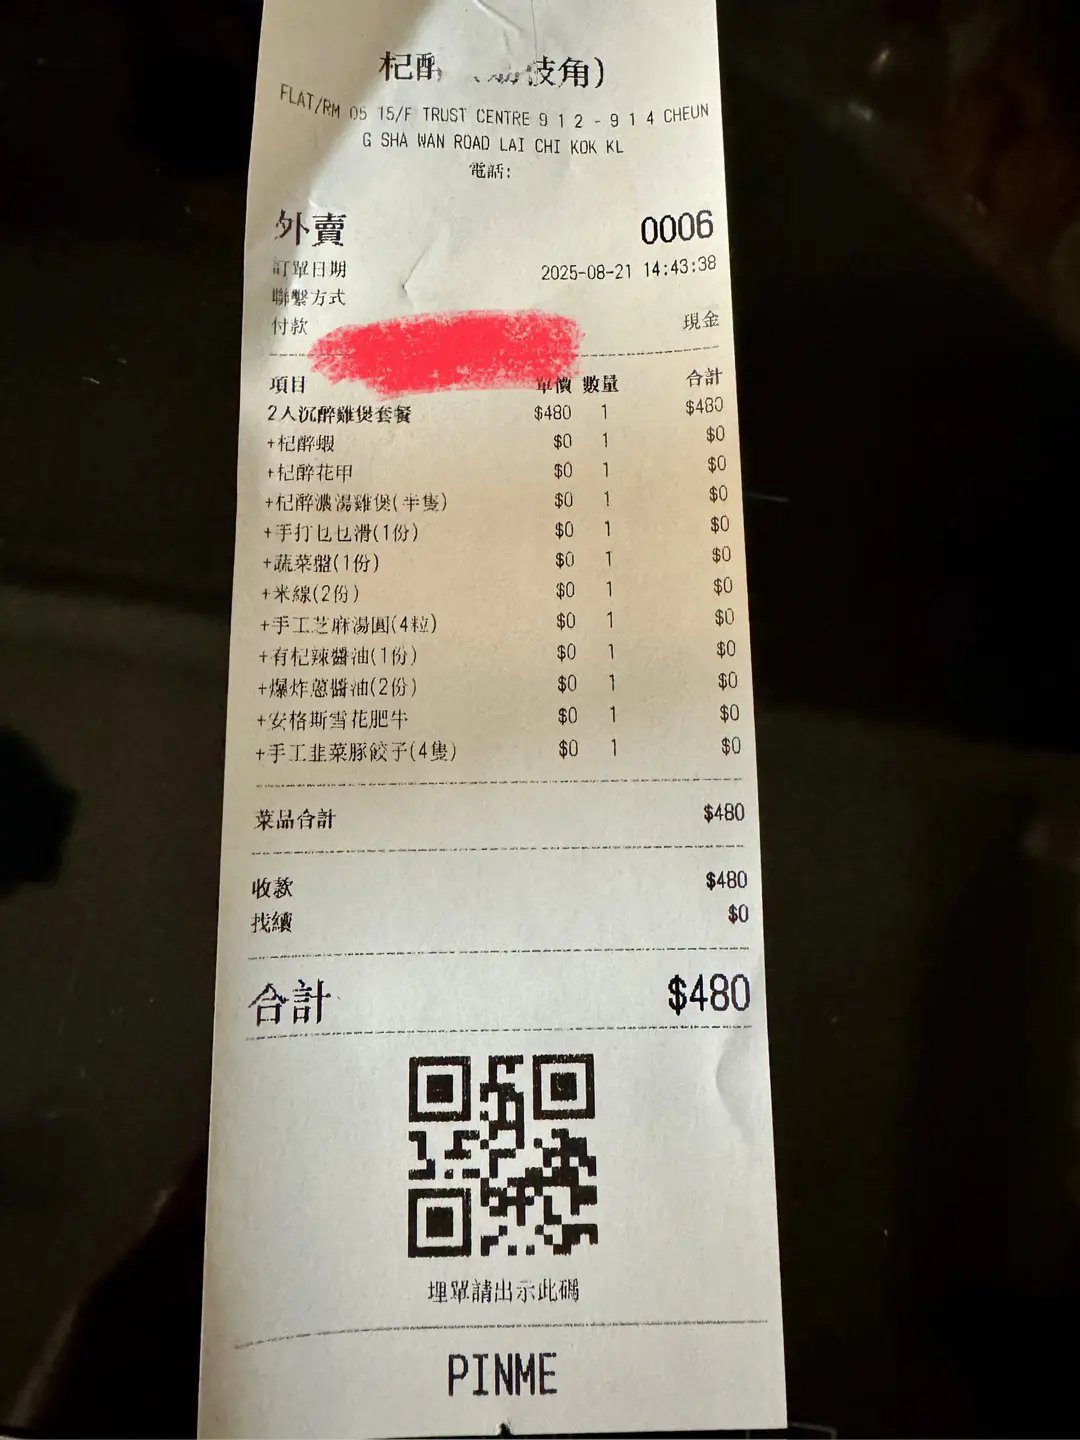 杞醉 枝角)
FLAT/RM 05 15/F TRUST CENTRE 9 1 2 - 9 1 4 CHEUN
G SHA WAN ROAD LAI CHI KOK KL
電話:
外賣 0006
訂單日期 2025-08-21 14:43:38
聯繫方式
付款 現金
項目 單價 數量 合計
2人沉醉雞煲套餐 $480 1 $480
+杞醉蝦 $0 1 $0
+杞醉花甲 $0 1 $0
+杞醉濃湯雞煲(半隻) $0 1 $0
+手打乜乜滑(1份) $0 1 $0
+蔬菜盤(1份) $0 1 $0
+米線(2份) $0 1 $0
+手工芝麻湯圓(4粒) $0 1 $0
+有杞辣醬油(1份) $0 1 $0
+爆炸蔥醬油(2份) $0 1 $0
+安格斯雪花肥牛 $0 1 $0
+手工韭菜豚餃子(4隻) $0 1 $0
菜品合計 $480
收款 $480
找續 $0
合計 $480
埋單請出示此碼
PINME